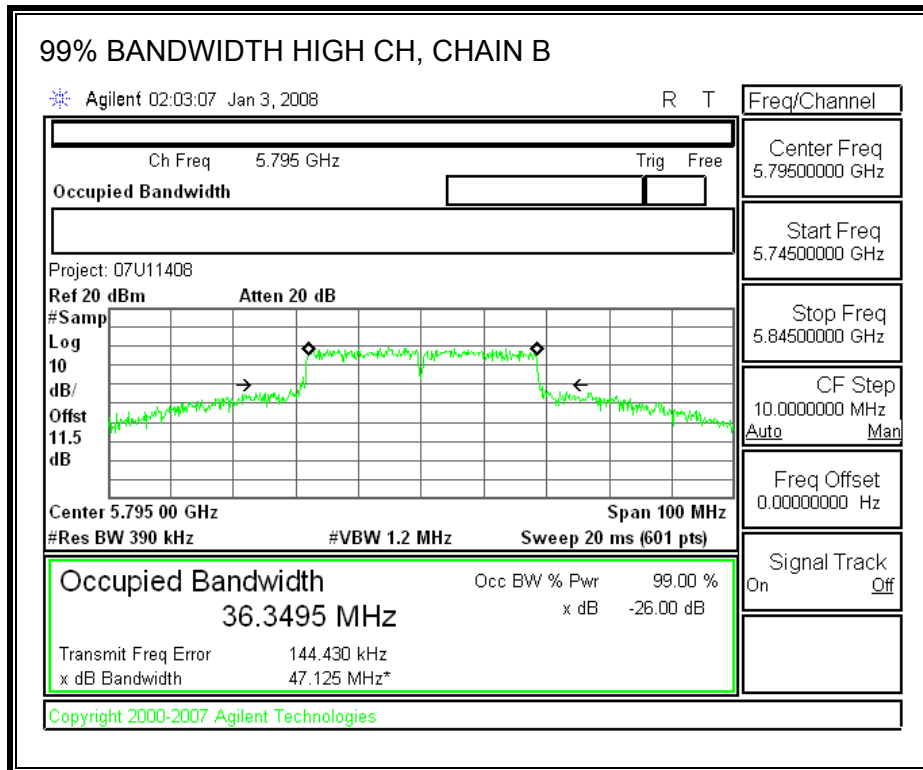 99% BANDWIDTH HIGH CH, CHAIN B
Agilent 02:03:07 Jan 3, 2008 R T
Ch Freq 5.795 GHz Trig Free
Occupied Bandwidth
Project: 07U11408
Ref 20 dBm Atten 20 dB
#Samp
Log
10
dB/
Offst
11.5
dB
Center 5.795 00 GHz Span 100 MHz
#Res BW 390 kHz #VBW 1.2 MHz Sweep 20 ms (601 pts)
Occupied Bandwidth Occ BW % Pwr 99.00 %
36.3495 MHz x dB -26.00 dB
Transmit Freq Error 144.430 kHz
x dB Bandwidth 47.125 MHz*
Copyright 2000-2007 Agilent Technologies
Freq/Channel
Center Freq
5.79500000 GHz
Start Freq
5.74500000 GHz
Stop Freq
5.84500000 GHz
CF Step
10.0000000 MHz
Auto Man
Freq Offset
0.00000000 Hz
Signal Track
On Off